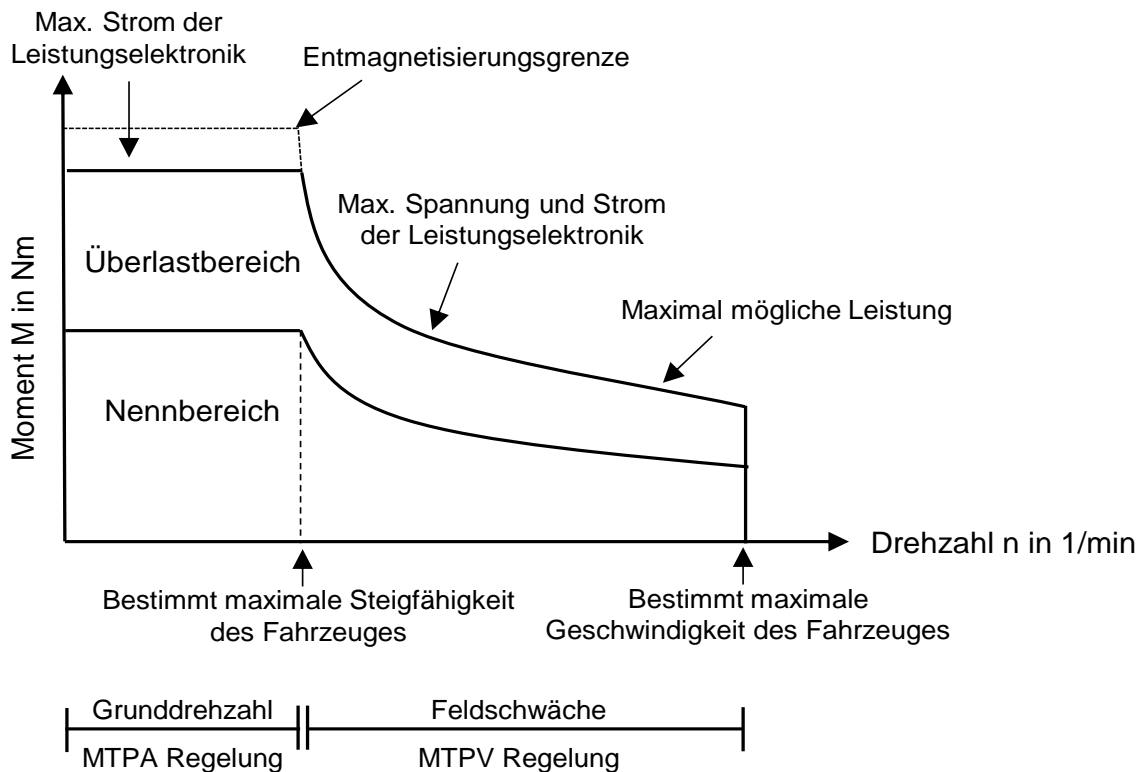 Max. Strom der
Leistungselektronik
Entmagnetisierungsgrenze
Max. Spannung und Strom
der Leistungselektronik
Überlastbereich
Maximal mögliche Leistung
Moment M in Nm
Nennbereich
Drehzahl n in 1/min
Bestimmt maximale Steigfähigkeit
des Fahrzeuges
Bestimmt maximale
Geschwindigkeit des Fahrzeuges
Grunddrehzahl
Feldschwäche
MTPA Regelung
MTPV Regelung